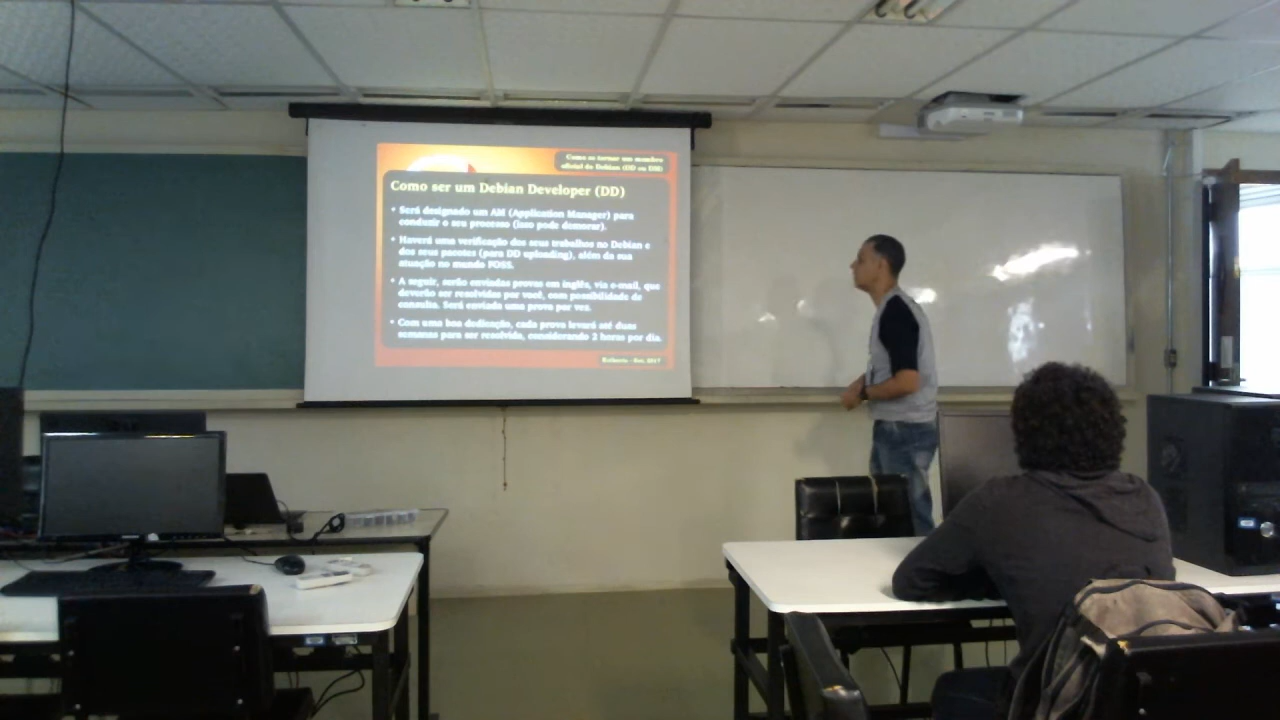 Como se tornar um membro
oficial do Debian (DD ou DM)
Como ser um Debian Developer (DD)
• Será designado um AM (Application Manager) para
conduzir o seu processo (isso pode demorar).
• Haverá uma verificação dos seus trabalhos no Debian e
dos seus pacotes (para DD uploading), além da sua
atuação no mundo FOSS.
• A seguir, serão enviadas provas em inglês, via e-mail, que
deverão ser resolvidas por você, com possibilidade de
consulta. Será enviada uma prova por vez.
• Com uma boa dedicação, cada prova levará até duas
semanas para ser resolvida, considerando 2 horas por dia.
2017